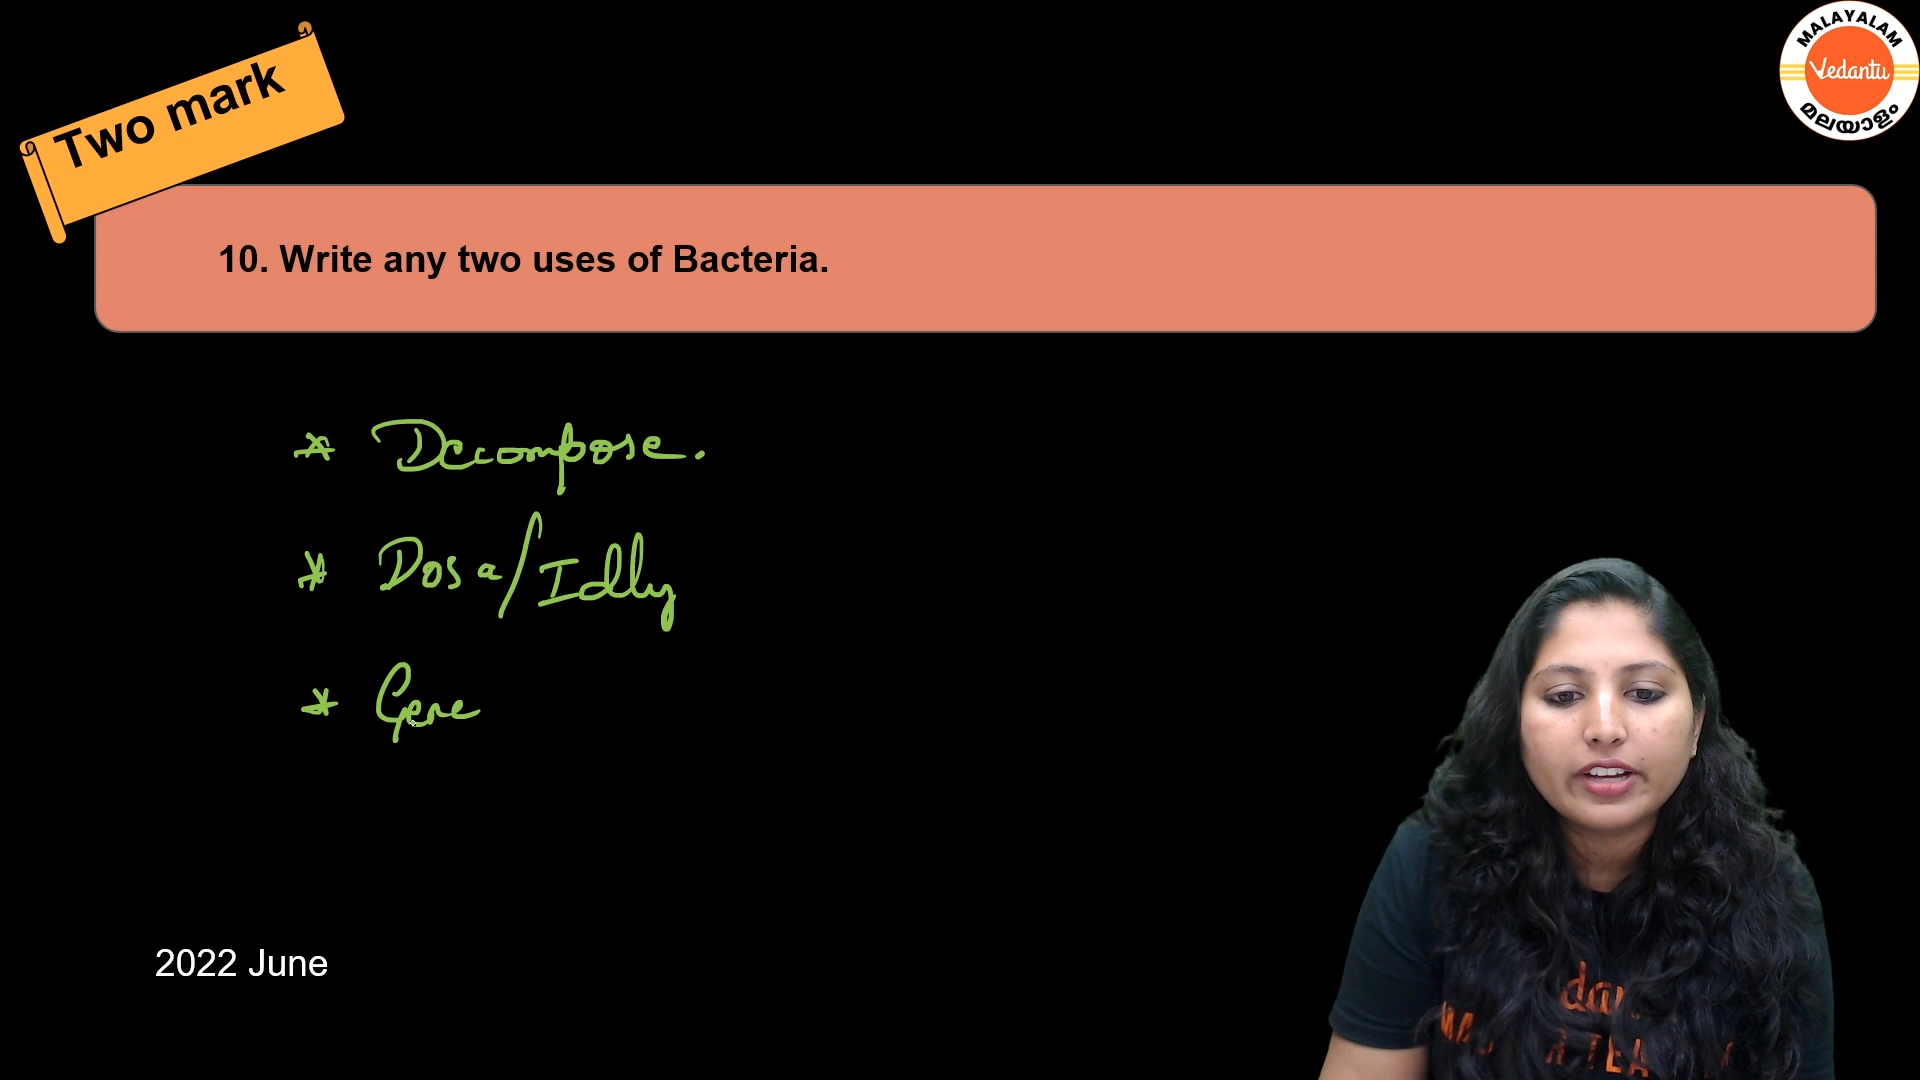 Two mark
MALAYALAM
Vedantu
മലയാളം
10. Write any two uses of Bacteria.
* Decompose.
* Dosa/Idly
* Gene
2022 June